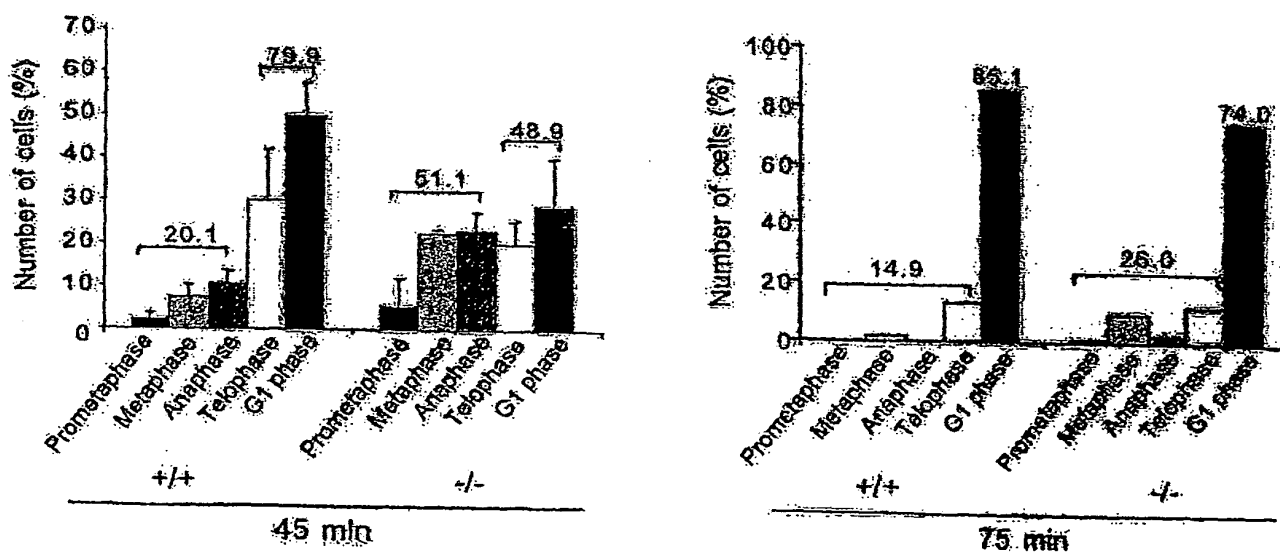 Number of cells (%)
70
60
50
40
30
20
10
0
20.1
79.9
51.1
48.9
Prometaphase
Metaphase
Anaphase
Telophase
G1 phase
Prometaphase
Metaphase
Anaphase
Telophase
G1 phase
+/+
-/-
45 min
Number of cells (%)
100
80
60
40
20
0
14.9
85.1
26.0
74.0
Prometaphase
Metaphase
Anaphase
Telophase
G1 phase
Prometaphase
Metaphase
Anaphase
Telophase
G1 phase
+/+
-/-
75 min